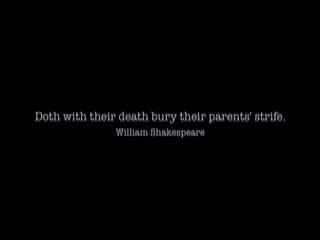 Doth with their death bury their parents' strife.
William Shakespeare